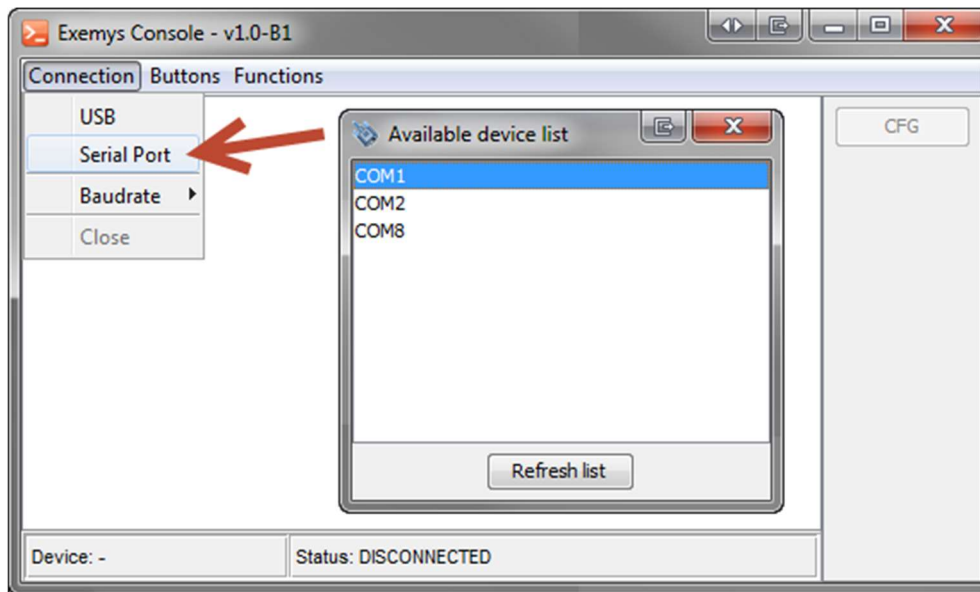 Exemys Console - v1.0-B1
Connection Buttons Functions
USB
Serial Port
Baudrate
Close
Available device list
COM1
COM2
COM8
Refresh list
CFG
Device: -
Status: DISCONNECTED